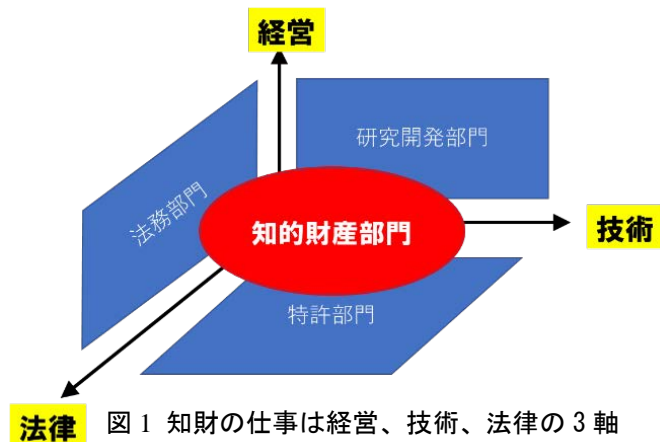 経営
研究開発部門
法務部門
知的財産部門
技術
特許部門
法律
図1 知財の仕事は経営、技術、法律の3軸